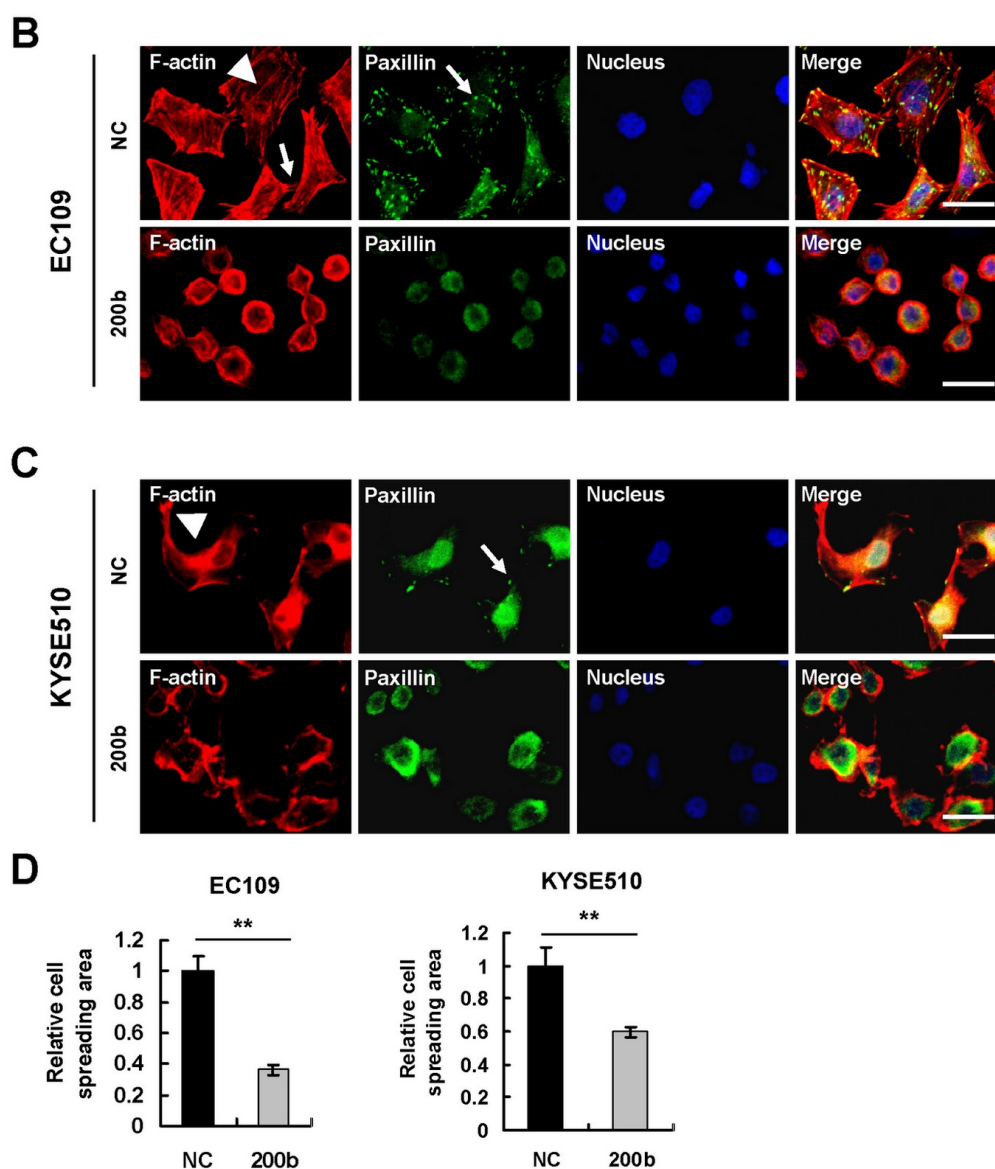 B
F-actin Paxillin Nucleus Merge
NC
EC109
F-actin Paxillin Nucleus Merge
200b
C
F-actin Paxillin Nucleus Merge
NC
KYSE510
F-actin Paxillin Nucleus Merge
200b
D
EC109
Relative cell
spreading area
1.2
1
0.8
0.6
0.4
0.2
0
**
NC 200b
KYSE510
Relative cell
spreading area
1.2
1
0.8
0.6
0.4
0.2
0
**
NC 200b